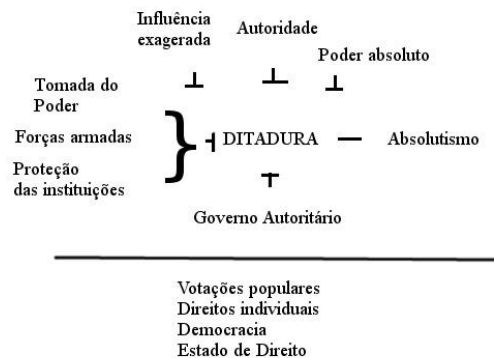 Influência
exagerada
Autoridade
Poder absoluto
Tomada do
Poder
Forças armadas
Proteção
das instituições
DITADURA
Absolutismo
Governo Autoritário
Votações populares
Direitos individuais
Democracia
Estado de Direito